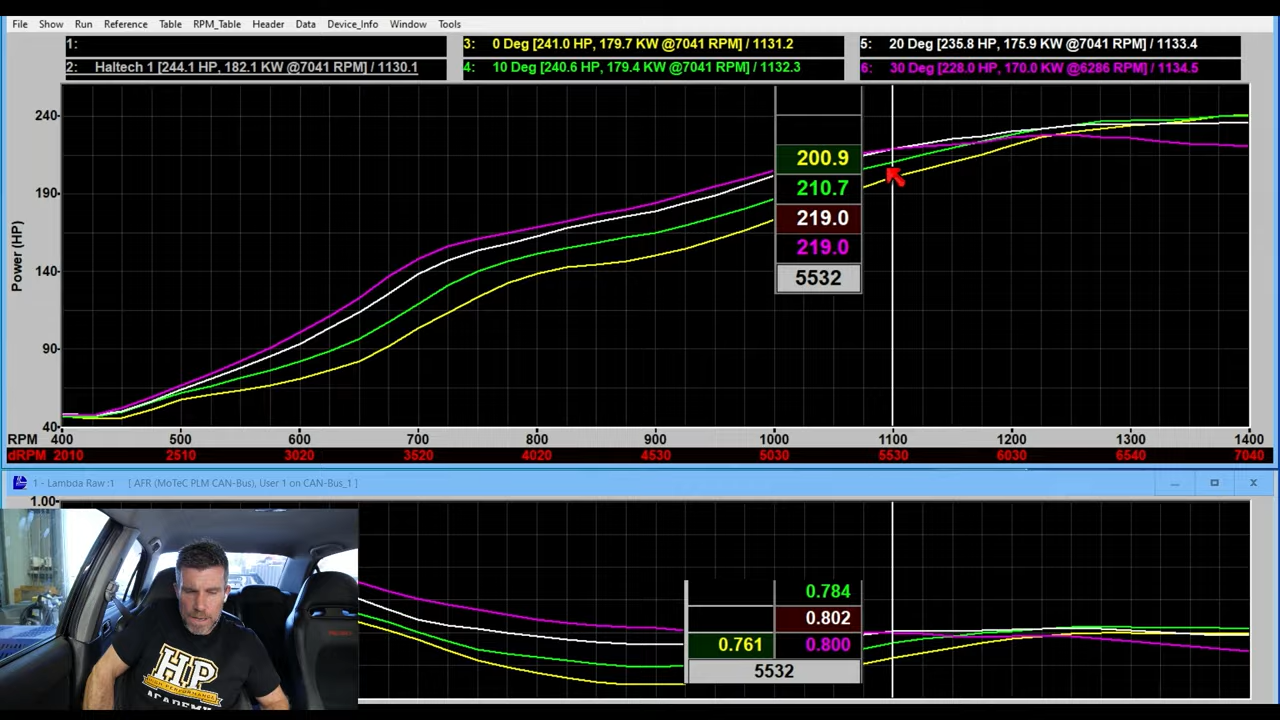 File Show Run Reference Table RPM_Table Header Data Device_Info Window Tools
1:
2: Haltech 1 [244.1 HP, 182.1 KW @7041 RPM] / 1130.1
3: 0 Deg [241.0 HP, 179.7 KW @7041 RPM] / 1131.2
4: 10 Deg [240.6 HP, 179.4 KW @7041 RPM] / 1132.3
5: 20 Deg [235.8 HP, 175.9 KW @7041 RPM] / 1133.4
6: 30 Deg [228.0 HP, 170.0 KW @6286 RPM] / 1134.5
Power (HP)
240
190
140
90
40
200.9
210.7
219.0
219.0
5532
RPM 400 500 600 700 800 900 1000 1100 1200 1300 1400
dRPM 2010 2510 3020 3520 4020 4530 5030 5530 6030 6540 7040
1 - Lambda Raw :1 [ AFR (MoTeC PLM CAN-Bus), User 1 on CAN-Bus_1 ]
1.00
0.784
0.802
0.761 0.800
5532
HP
ACADEMY